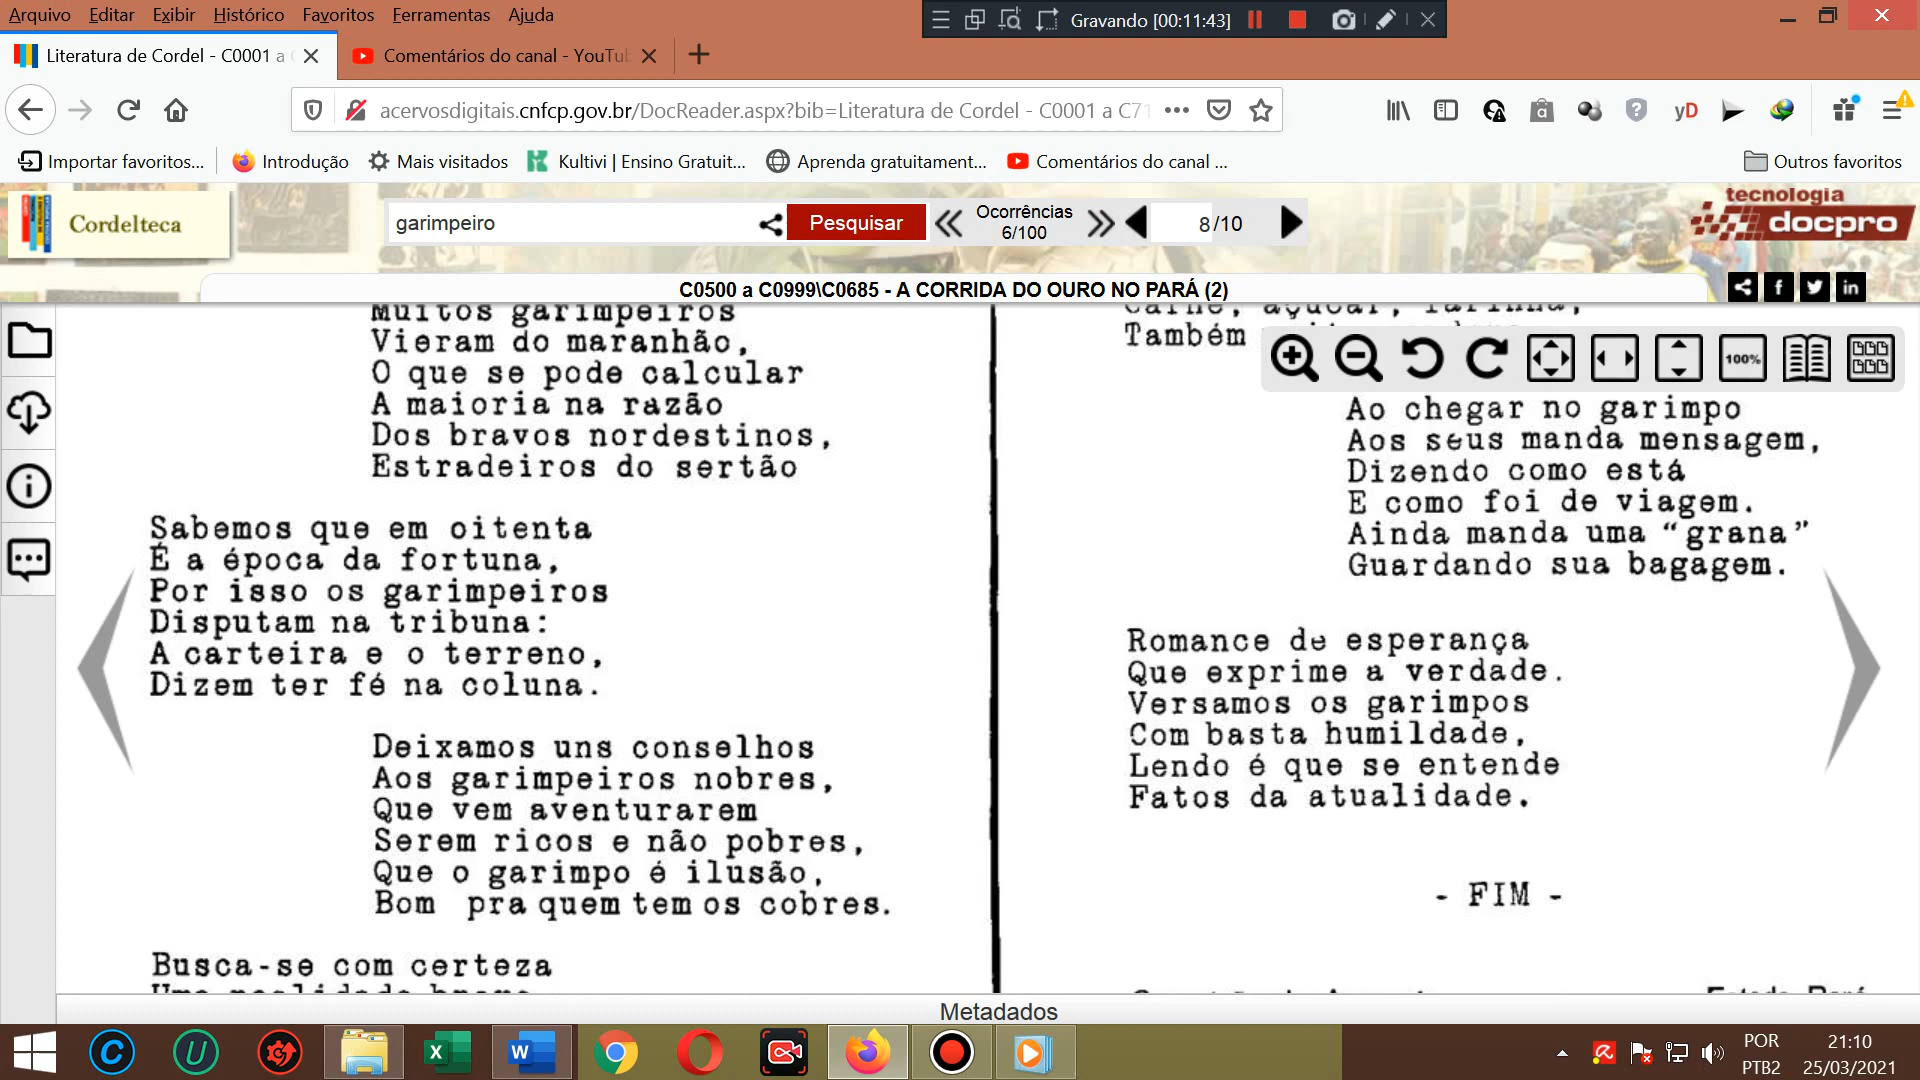 Arquivo Editar Exibir Histórico Favoritos Ferramentas Ajuda
Gravando [00:11:43]
Literatura de Cordel - C0001 a
Comentários do canal - YouTub
acervosdigitais.cnfcp.gov.br/DocReader.aspx?bib=Literatura de Cordel - C0001 a C71
Importar favoritos... Introdução Mais visitados Kultivi | Ensino Gratuit... Aprenda gratuitament... Comentários do canal ... Outros favoritos
Cordelteca
garimpeiro
Pesquisar
Ocorrências
6/100
8 /10
tecnologia
docpro
C0500 a C0999\C0685 - A CORRIDA DO OURO NO PARÁ (2)
Muitos garimpeiros
Vieram do maranhão,
O que se pode calcular
A maioria na razão
Dos bravos nordestinos,
Estradeiros do sertão
Sabemos que em oitenta
É a época da fortuna,
Por isso os garimpeiros
Disputam na tribuna:
A carteira e o terreno,
Dizem ter fé na coluna.
Deixamos uns conselhos
Aos garimpeiros nobres,
Que vem aventurarem
Serem ricos e não pobres,
Que o garimpo é ilusão,
Bom pra quem tem os cobres.
Busca-se com certeza
Carne, açúcar, farinha,
Também
100%
Ao chegar no garimpo
Aos seus manda mensagem,
Dizendo como está
E como foi de viagem.
Ainda manda uma “grana”
Guardando sua bagagem.
Romance de esperança
Que exprime a verdade.
Versamos os garimpos
Com basta humildade,
Lendo é que se entende
Fatos da atualidade.
- FIM -
Metadados
POR
PTB2
21:10
25/03/2021